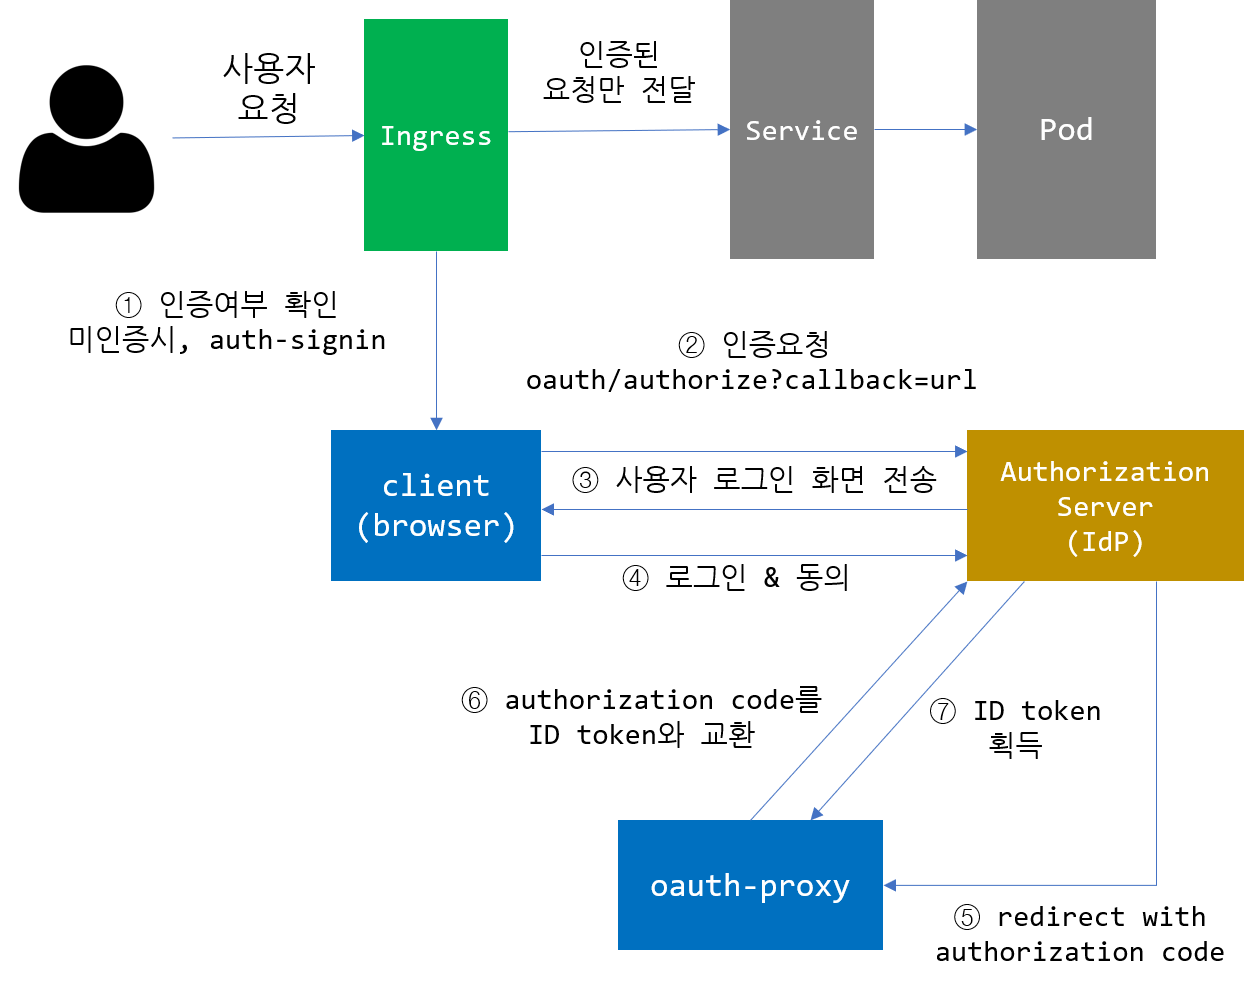 사용자
요청
Ingress
인증된
요청만 전달
Service
Pod
① 인증여부 확인
미인증시, auth-signin
② 인증요청
oauth/authorize?callback=url
client
(browser)
③ 사용자 로그인 화면 전송
Authorization
Server
(IdP)
④ 로그인 & 동의
⑥ authorization code를
ID token와 교환
⑦ ID token
획득
oauth-proxy
⑤ redirect with
authorization code